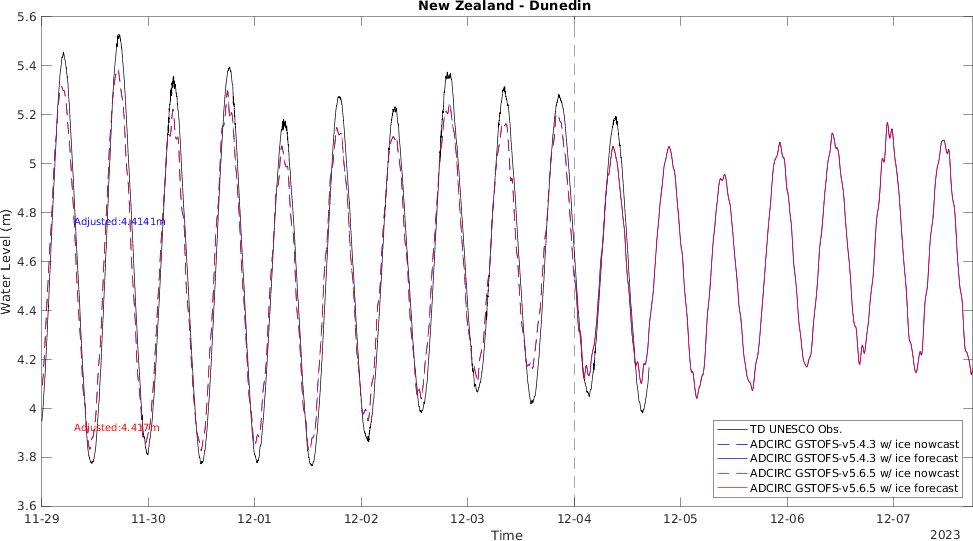 New Zealand - Dunedin
5.6
5.4
5.2
5
4.8
4.6
4.4
4.2
4
3.8
3.6
Water Level (m)
Adjusted:4.4141m
Adjusted:4.417m
TD UNESCO Obs.
ADCIRC GSTOFS-v5.4.3 w/ ice nowcast
ADCIRC GSTOFS-v5.4.3 w/ ice forecast
ADCIRC GSTOFS-v5.6.5 w/ ice nowcast
ADCIRC GSTOFS-v5.6.5 w/ ice forecast
11-29 11-30 12-01 12-02 12-03 12-04 12-05 12-06 12-07
Time
2023